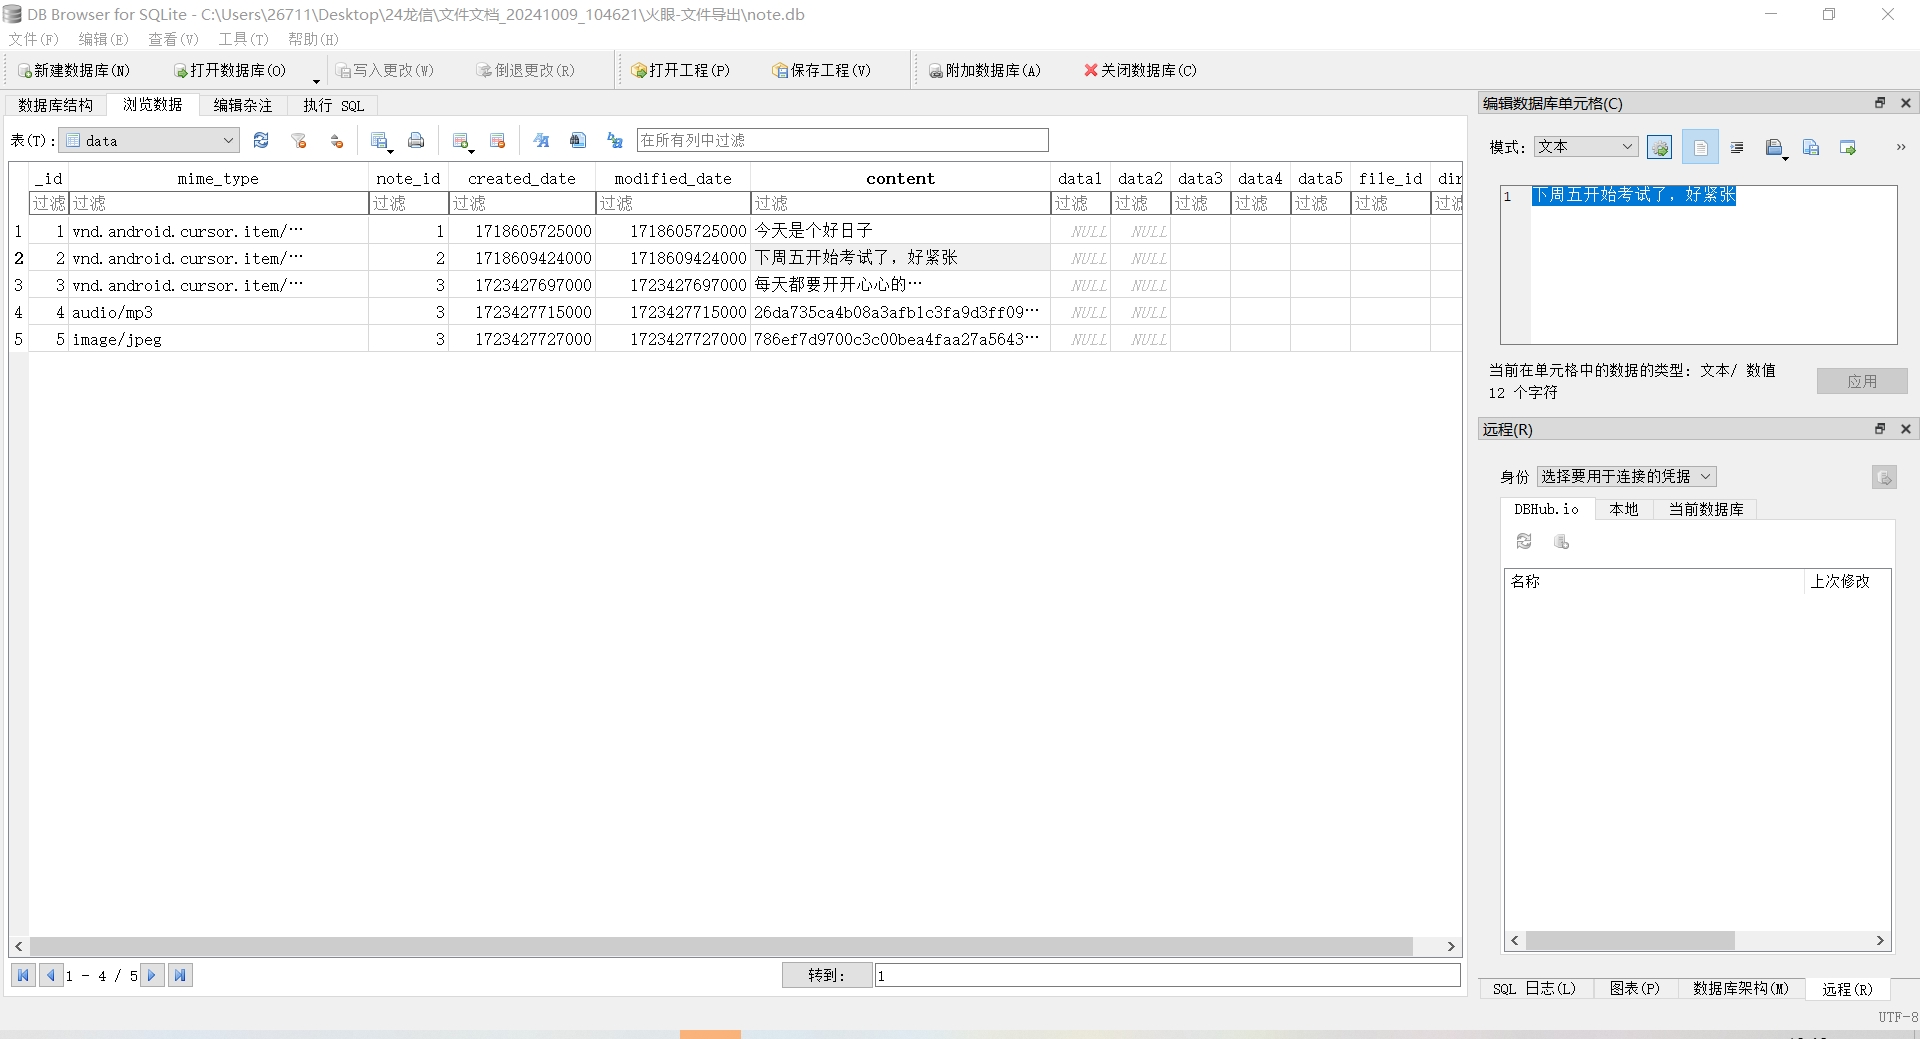 DB Browser for SQLite - C:\Users\26711\Desktop\24龙信\文件文档_20241009_104621\火眼-文件导出\note.db
文件(F) 编辑(E) 查看(V) 工具(T) 帮助(H)
新建数据库(N) 打开数据库(O) 写入更改(W) 倒退更改(R) 打开工程(P) 保存工程(V) 附加数据库(A) 关闭数据库(C)
数据库结构 浏览数据 编辑杂注 执行 SQL
表(T): data 在所有列中过滤
_id mime_type note_id created_date modified_date content data1 data2 data3 data4 data5 file_id dir
过滤 过滤 过滤 过滤 过滤 过滤 过滤 过滤 过滤 过滤 过滤 过滤 过滤
1 1 vnd.android.cursor.item/… 1 1718605725000 1718605725000 今天是个好日子 NULL NULL
2 2 vnd.android.cursor.item/… 2 1718609424000 1718609424000 下周五开始考试了，好紧张 NULL NULL
3 3 vnd.android.cursor.item/… 3 1723427697000 1723427697000 每天都要开开心心的… NULL NULL
4 4 audio/mp3 3 1723427715000 1723427715000 26da735ca4b08a3afb1c3fa9d3ff09… NULL NULL
5 5 image/jpeg 3 1723427727000 1723427727000 786ef7d9700c3c00bea4faa27a5643… NULL NULL
1 - 4 / 5 转到: 1
编辑数据库单元格(C)
模式: 文本 »
1 下周五开始考试了，好紧张
当前在单元格中的数据的类型: 文本/ 数值
12 个字符
应用
远程(R)
身份 选择要用于连接的凭据
DBHub.io 本地 当前数据库
名称 上次修改
SQL 日志(L) 图表(P) 数据库架构(M) 远程(R)
UTF-8